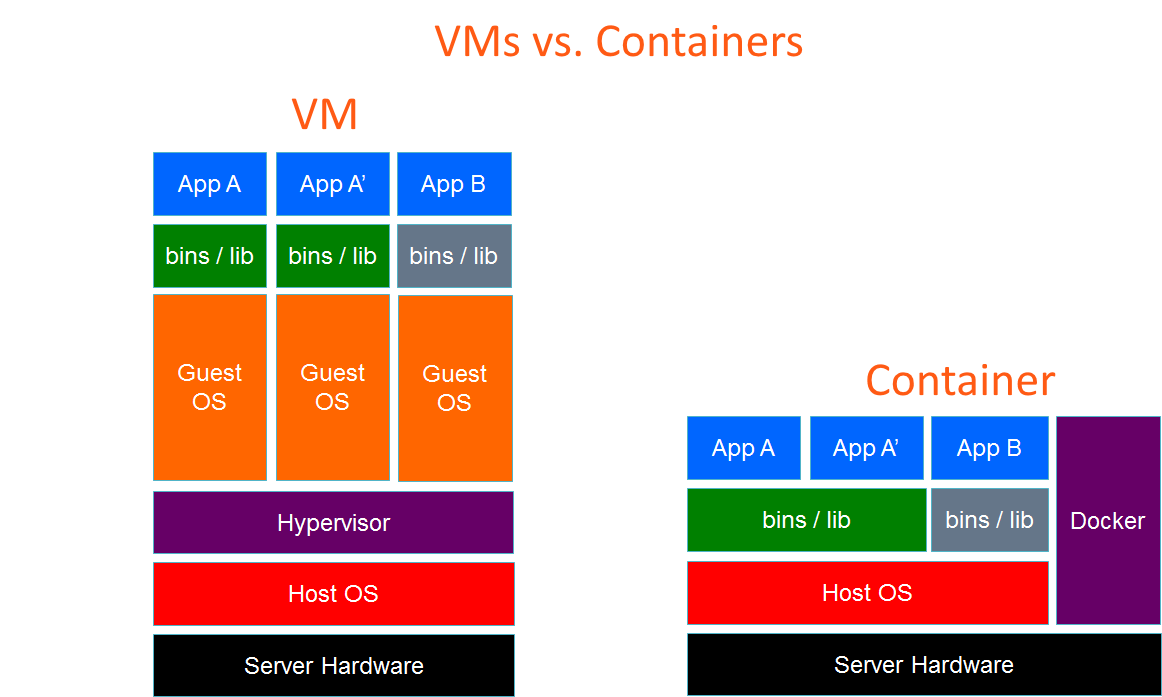 VMs vs. Containers
VM
App A
App A’
App B
bins / lib
bins / lib
bins / lib
Guest
OS
Guest
OS
Guest
OS
Hypervisor
Host OS
Server Hardware
Container
App A
App A’
App B
bins / lib
bins / lib
Docker
Host OS
Server Hardware